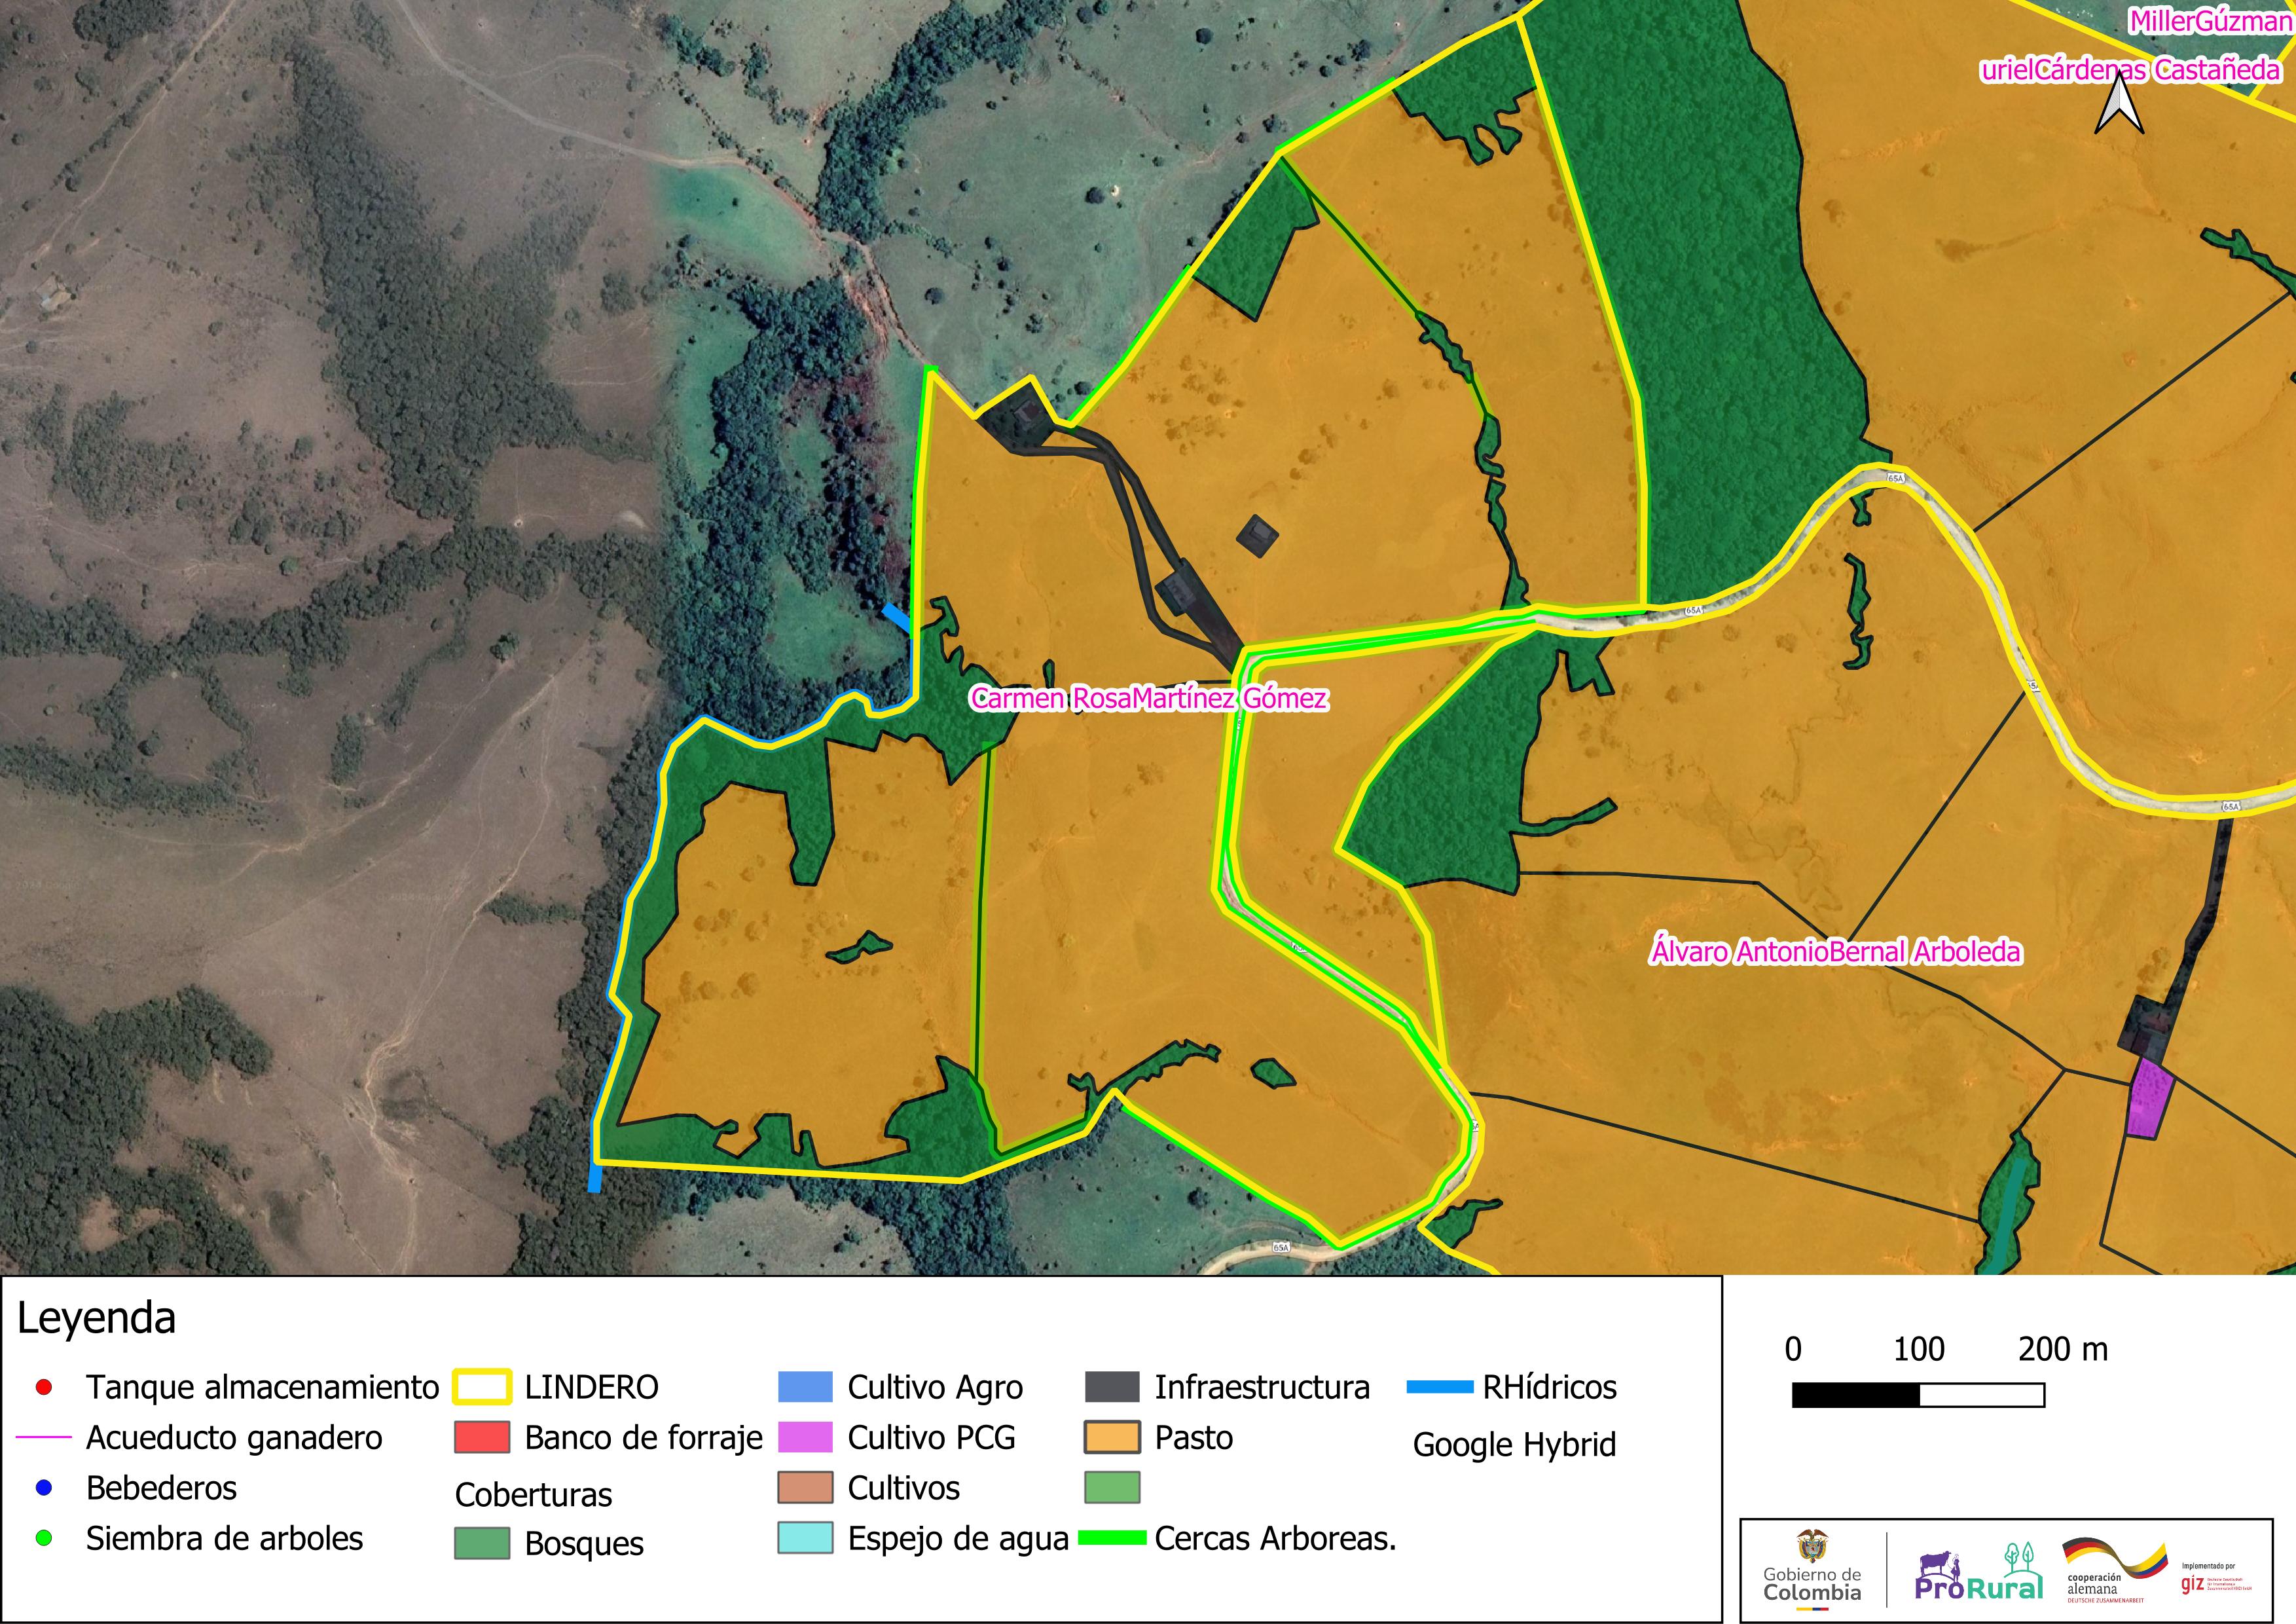 MillerGúzman
urielCárdenas Castañeda
65A
65A
65A
Carmen RosaMartínez Gómez
Álvaro AntonioBernal Arboleda
65A
Leyenda
Tanque almacenamiento
Acueducto ganadero
Bebederos
Siembra de arboles
LINDERO
Banco de forraje
Coberturas
Bosques
Cultivo Agro
Cultivo PCG
Cultivos
Espejo de agua
Infraestructura
Pasto
Cercas Arboreas.
RHídricos
Google Hybrid
0 100 200 m
Gobierno de
Colombia
ProRural
cooperación
alemana
DEUTSCHE ZUSAMMENARBEIT
Implementado por
giz